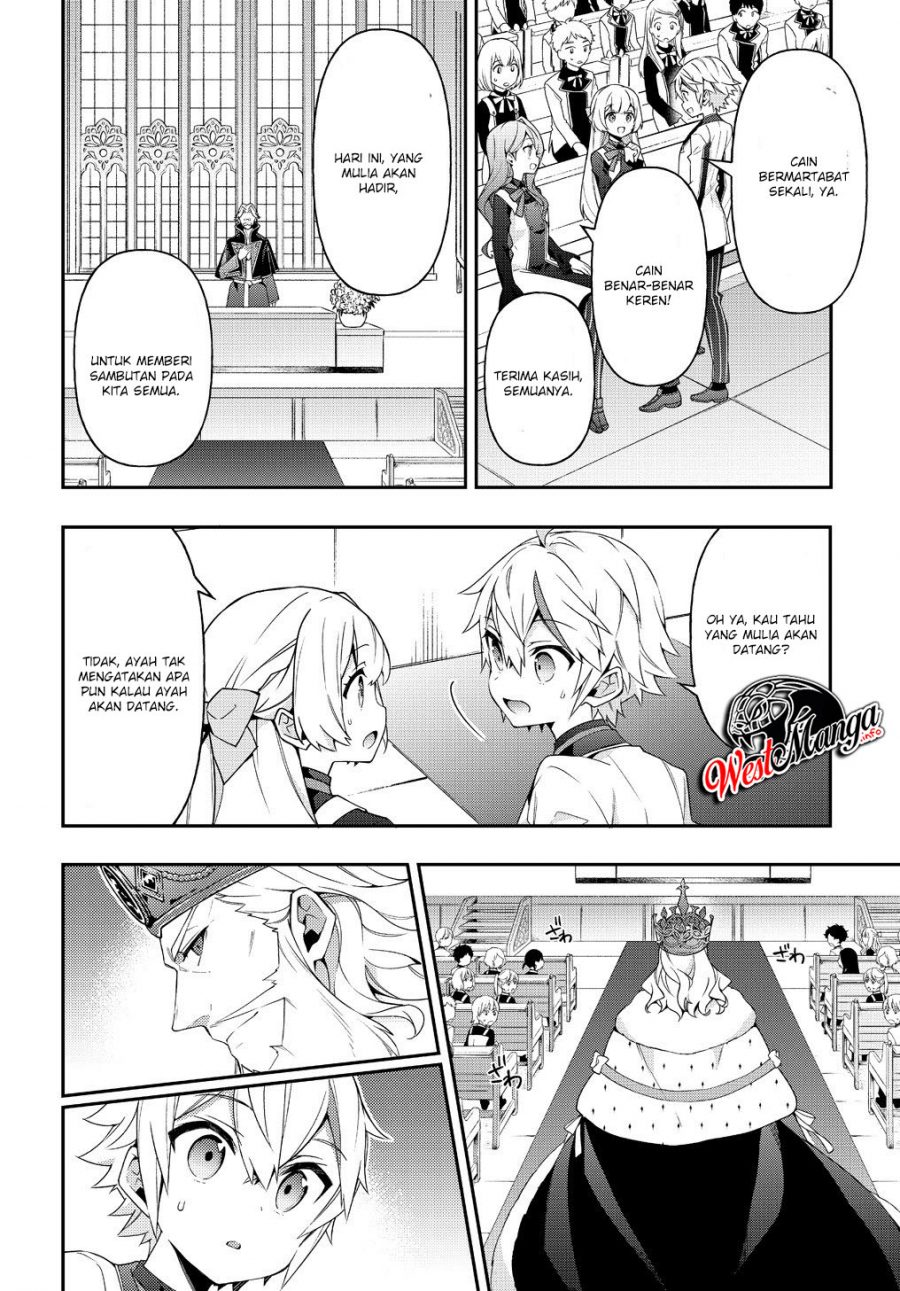 CAIN
BERMARTABAT
SEKALI, YA.
CAIN
BENAR-BENAR
KEREN!
TERIMA KASIH,
SEMUANYA.
HARI INI, YANG
MULIA AKAN
HADIR,
UNTUK MEMBERI
SAMBUTAN PADA
KITA SEMUA.
OH YA, KAU TAHU
YANG MULIA AKAN
DATANG?
TIDAK, AYAH TAK
MENGATAKAN APA
PUN KALAU AYAH
AKAN DATANG.
WestManga
.info
ざわ
ざわ
ざわ